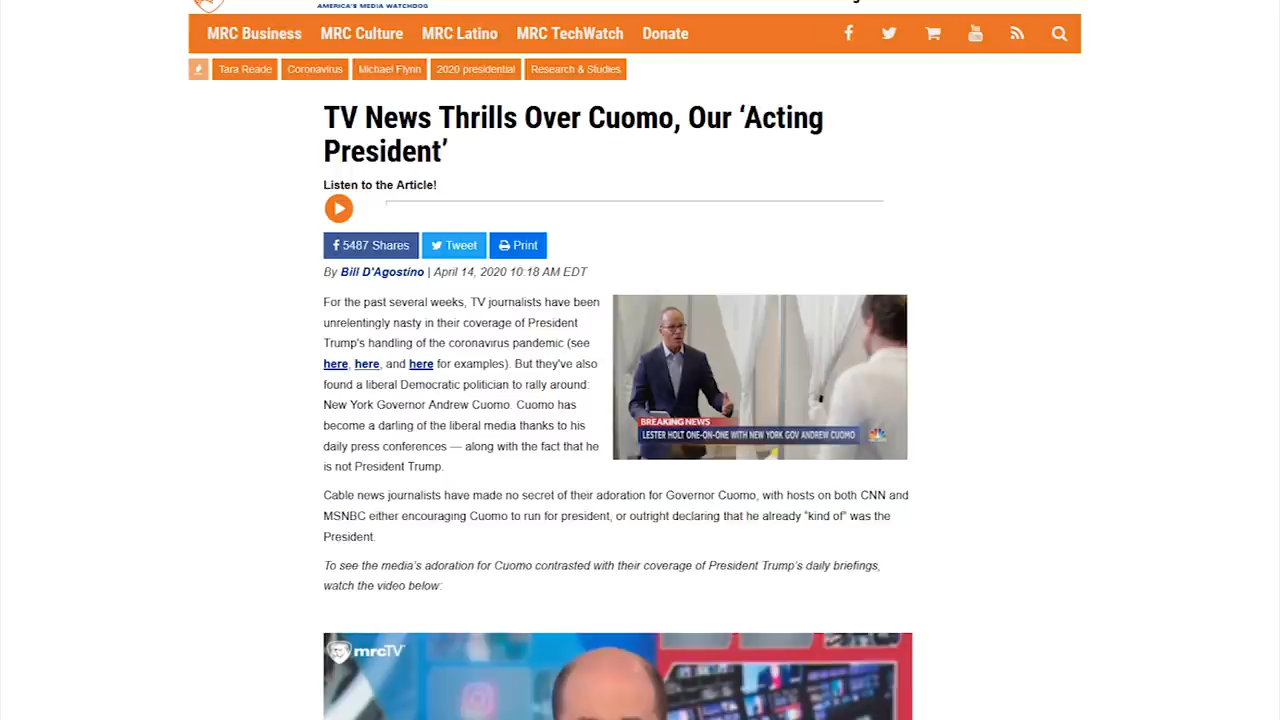 AMERICA'S MEDIA WATCHDOG
MRC Business MRC Culture MRC Latino MRC TechWatch Donate
Tara Reade Coronavirus Michael Flynn 2020 presidential Research & Studies
TV News Thrills Over Cuomo, Our ‘Acting
President’
Listen to the Article!
5487 Shares Tweet Print
By Bill D'Agostino | April 14, 2020 10:18 AM EDT
For the past several weeks, TV journalists have been
unrelentingly nasty in their coverage of President
Trump's handling of the coronavirus pandemic (see
here, here, and here for examples). But they've also
found a liberal Democratic politician to rally around:
New York Governor Andrew Cuomo. Cuomo has
become a darling of the liberal media thanks to his
daily press conferences — along with the fact that he
is not President Trump.
BREAKING NEWS
LESTER HOLT ONE-ON-ONE WITH NEW YORK GOV ANDREW CUOMO
Cable news journalists have made no secret of their adoration for Governor Cuomo, with hosts on both CNN and
MSNBC either encouraging Cuomo to run for president, or outright declaring that he already “kind of” was the
President.
To see the media’s adoration for Cuomo contrasted with their coverage of President Trump’s daily briefings,
watch the video below:
mrcTV